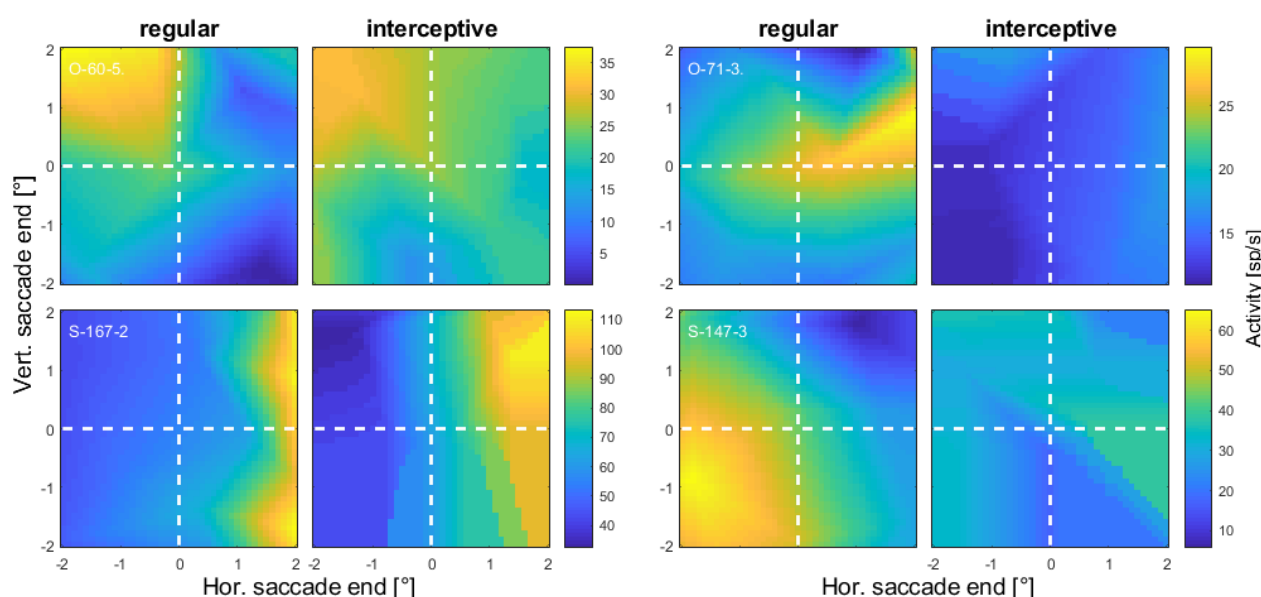 regular
interceptive
regular
interceptive
O-60-5.
O-71-3.
2
1
0
-1
-2
35
30
25
20
15
10
5
2
1
0
-1
-2
25
20
15
Vert. saccade end [°]
Activity [sp/s]
S-167-2
S-147-3
2
1
0
-1
-2
110
100
90
80
70
60
50
40
2
1
0
-1
-2
60
50
40
30
20
10
-2 -1 0 1 2
-2 -1 0 1 2
-2 -1 0 1 2
Hor. saccade end [°]
Hor. saccade end [°]